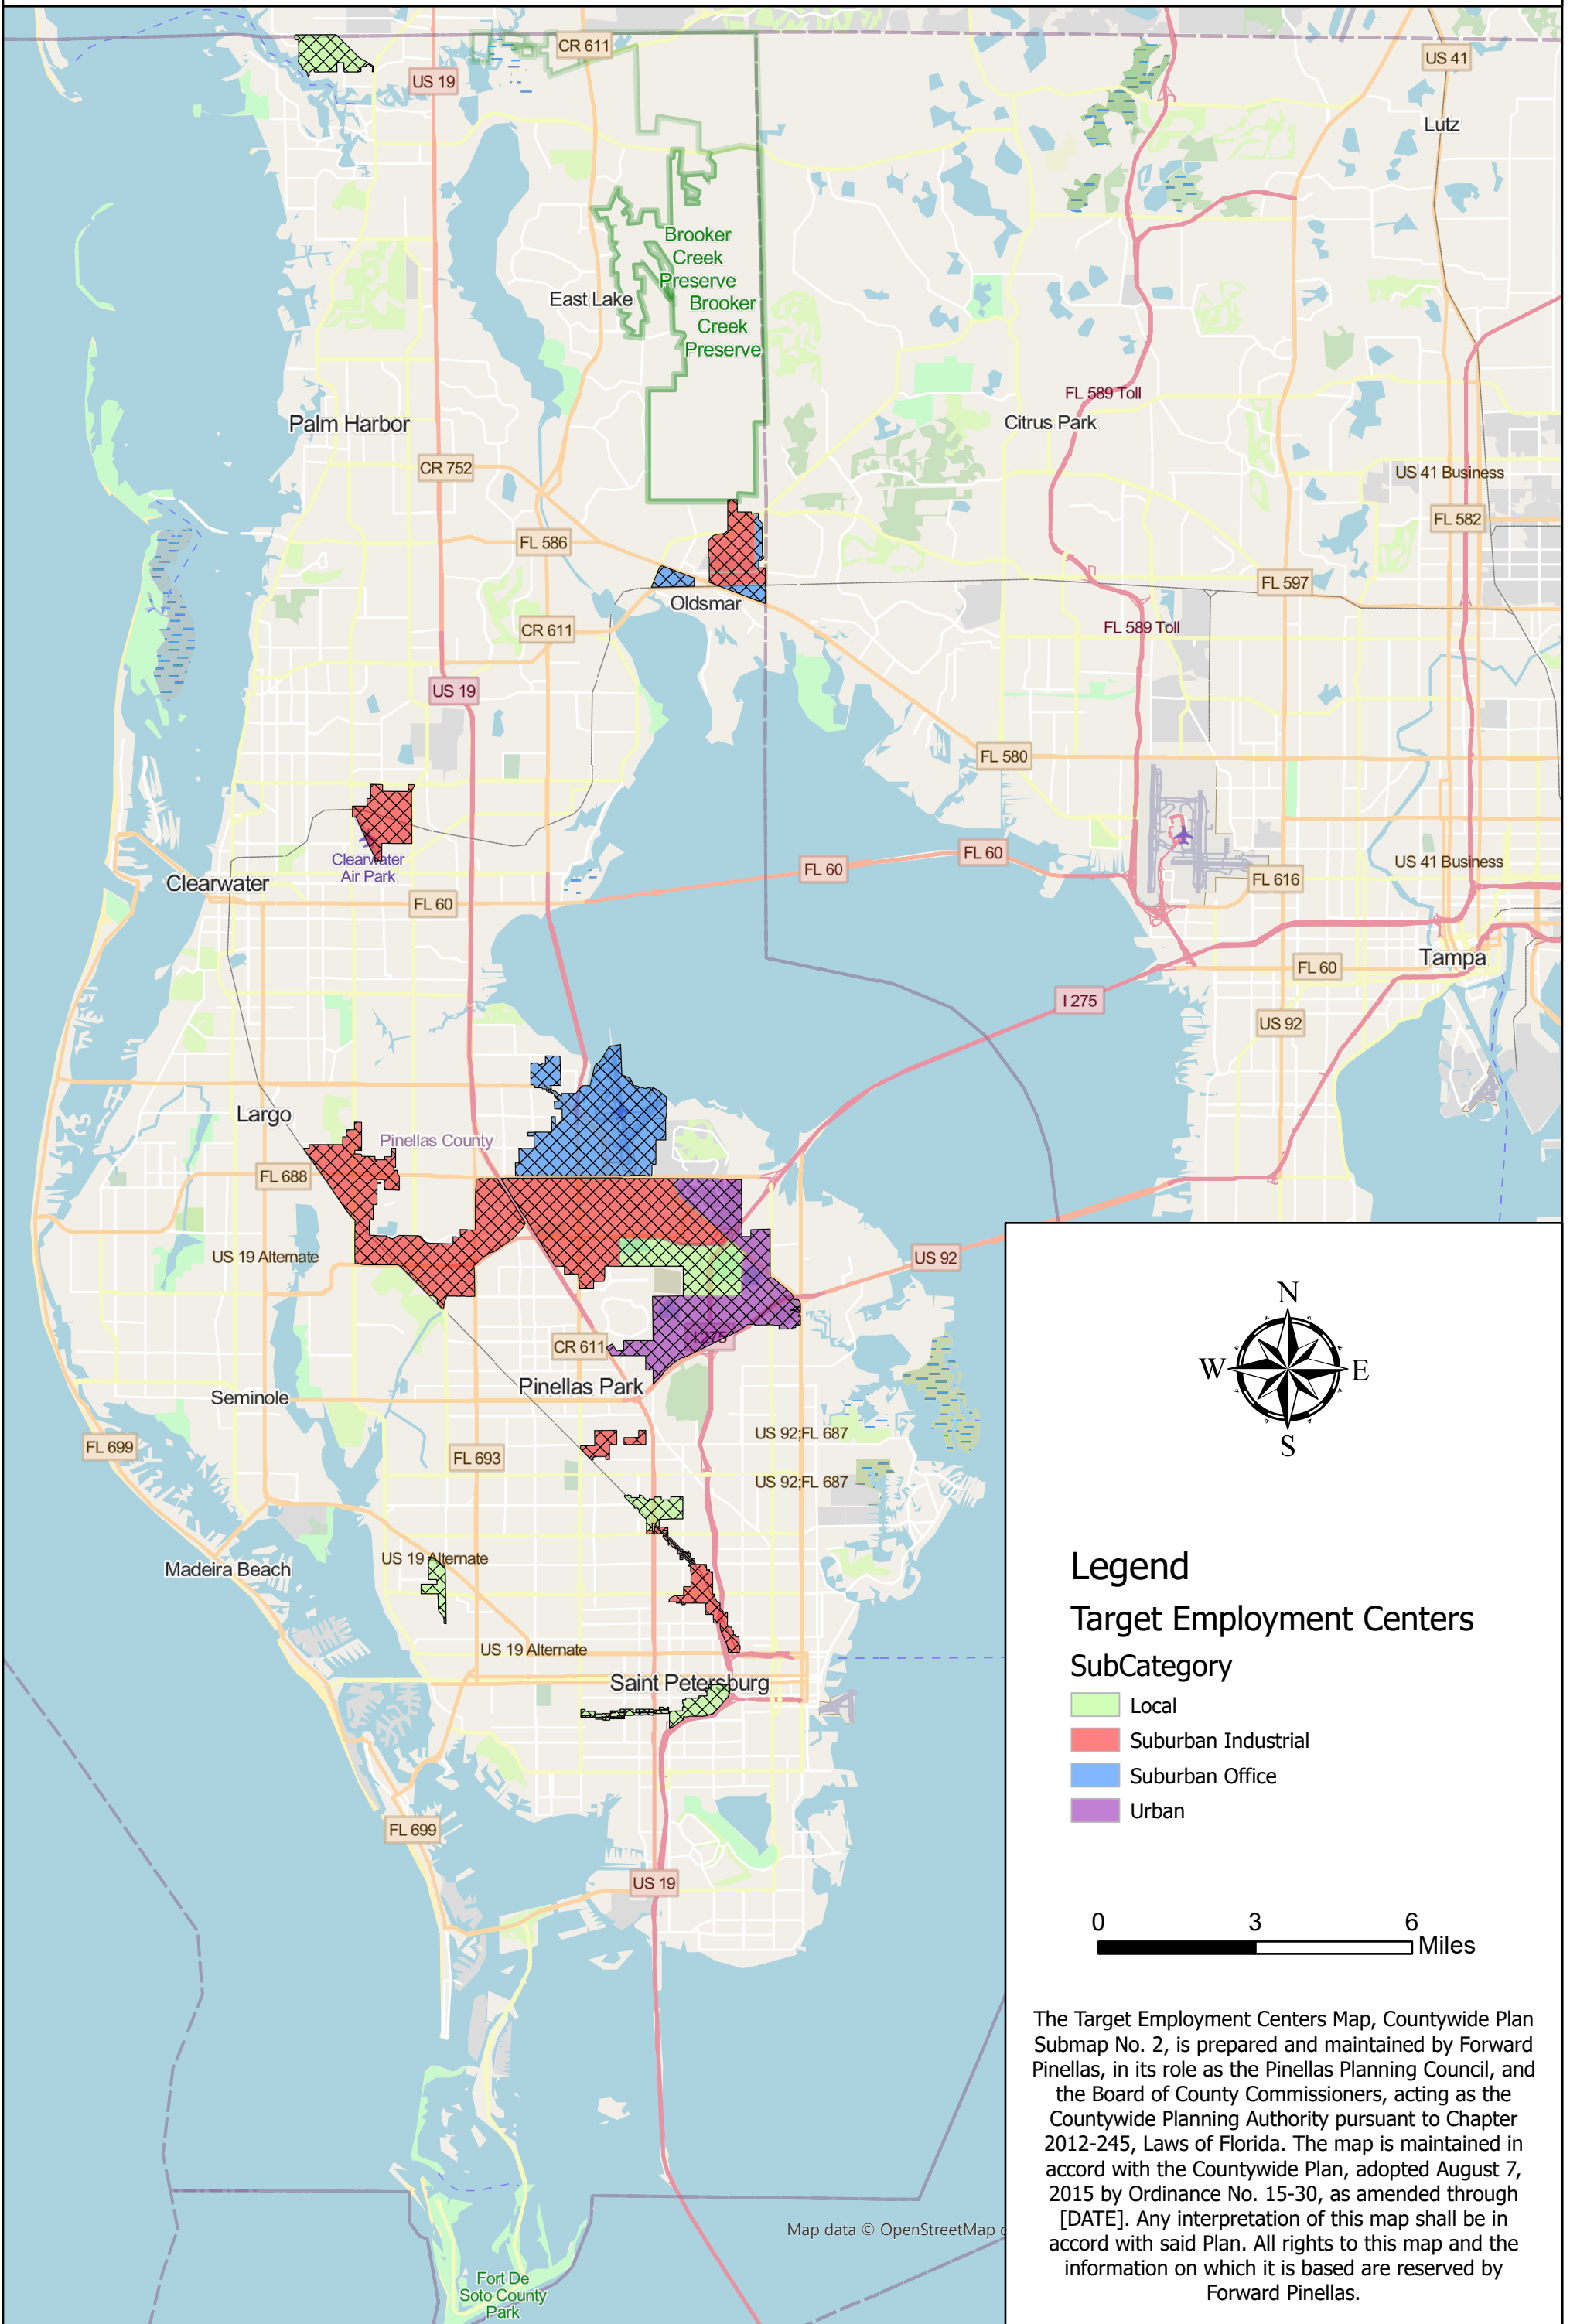 CR 611
US 19
US 41
Lutz
Brooker
Creek
Preserve
East Lake
Brooker
Creek
Preserve
FL 589 Toll
Palm Harbor
Citrus Park
CR 752
US 41 Business
FL 582
FL 586
FL 597
Oldsmar
CR 611
FL 589 Toll
US 19
FL 580
Clearwater
Air Park
Clearwater
FL 60
FL 60
US 41 Business
FL 616
FL 60
Tampa
FL 60
I 275
US 92
Largo
Pinellas County
FL 688
US 19 Alternate
US 92
I 275
CR 611
Pinellas Park
Seminole
FL 699
FL 693
US 92;FL 687
US 92;FL 687
US 19 Alternate
Madeira Beach
US 19 Alternate
Saint Petersburg
FL 699
US 19
Fort De
Soto County
Park
Map data © OpenStreetMap
N
W
E
S
Legend
Target Employment Centers
SubCategory
Local
Suburban Industrial
Suburban Office
Urban
0 3 6
Miles
The Target Employment Centers Map, Countywide Plan
Submap No. 2, is prepared and maintained by Forward
Pinellas, in its role as the Pinellas Planning Council, and
the Board of County Commissioners, acting as the
Countywide Planning Authority pursuant to Chapter
2012-245, Laws of Florida. The map is maintained in
accord with the Countywide Plan, adopted August 7,
2015 by Ordinance No. 15-30, as amended through
[DATE]. Any interpretation of this map shall be in
accord with said Plan. All rights to this map and the
information on which it is based are reserved by
Forward Pinellas.